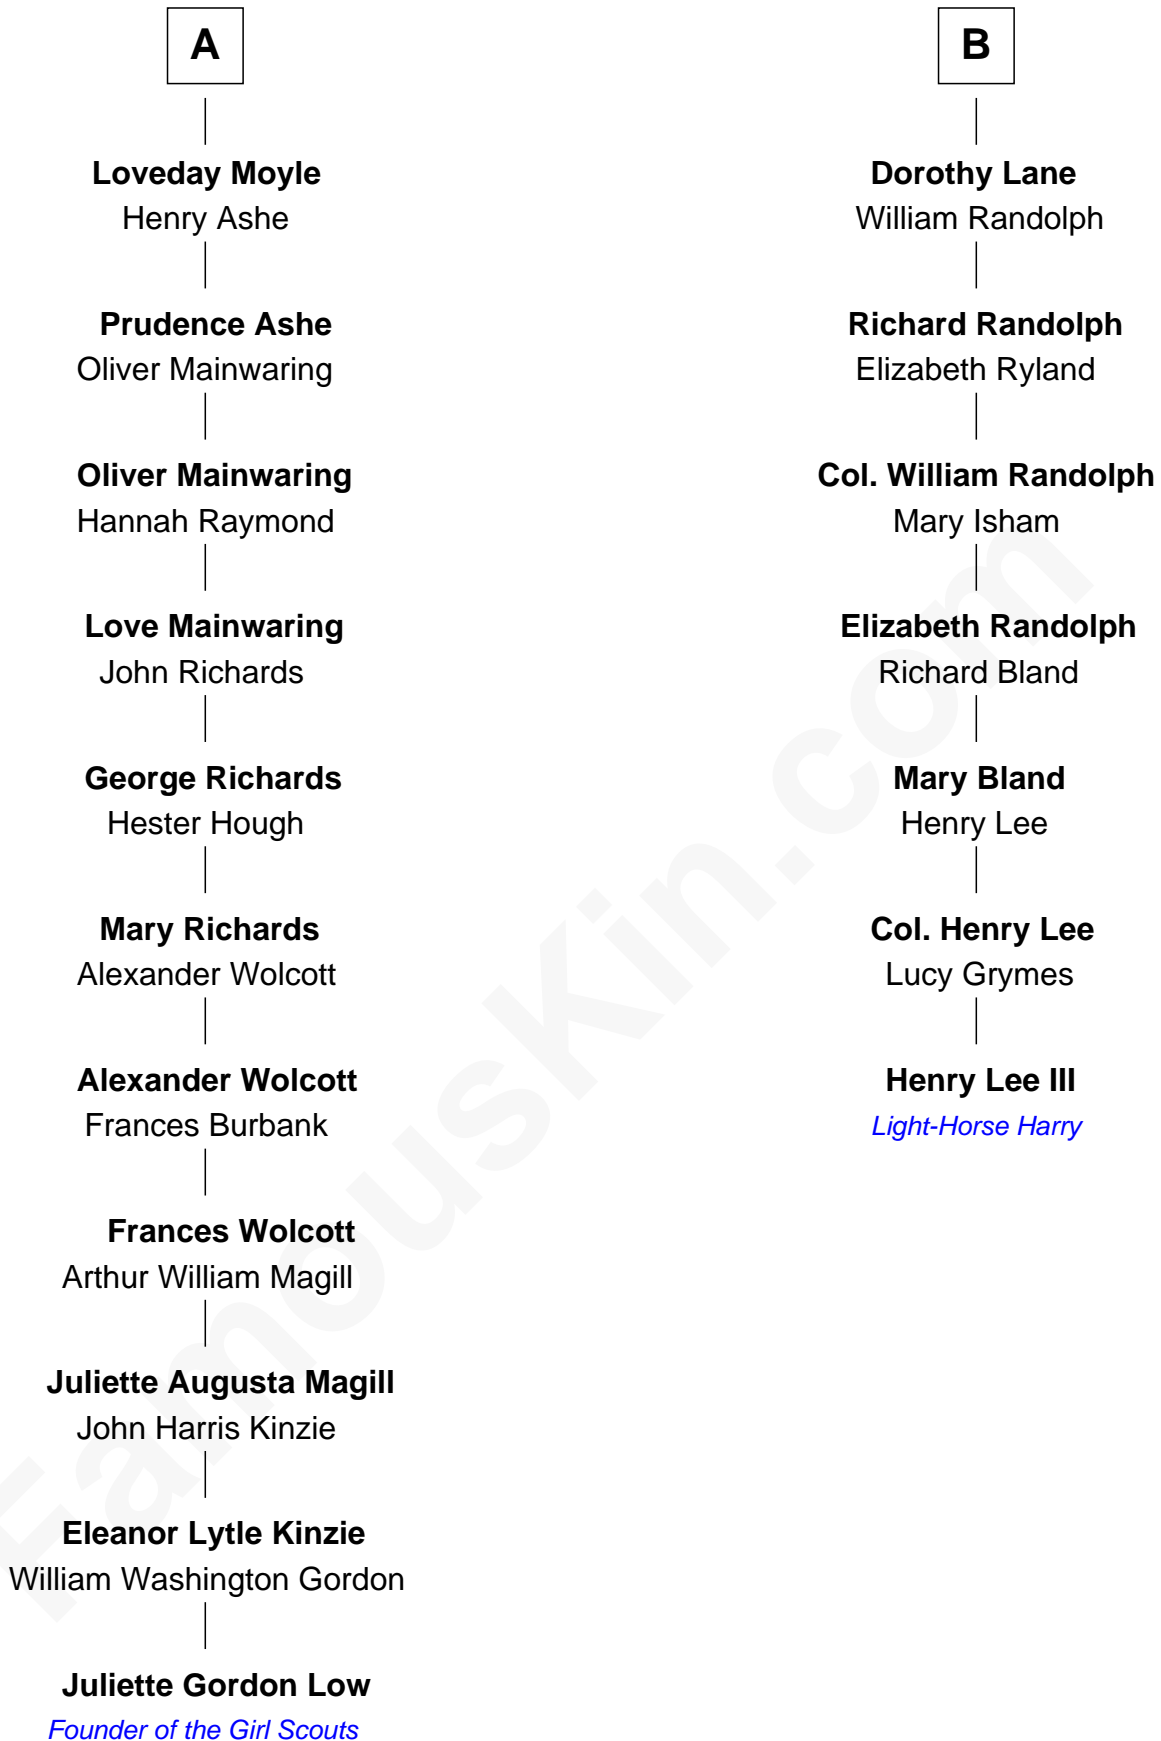 A
Loveday Moyle
Henry Ashe
Prudence Ashe
Oliver Mainwaring
Oliver Mainwaring
Hannah Raymond
Love Mainwaring
John Richards
George Richards
Hester Hough
Mary Richards
Alexander Wolcott
Alexander Wolcott
Frances Burbank
Frances Wolcott
Arthur William Magill
Juliette Augusta Magill
John Harris Kinzie
Eleanor Lytle Kinzie
William Washington Gordon
Juliette Gordon Low
Founder of the Girl Scouts
B
Dorothy Lane
William Randolph
Richard Randolph
Elizabeth Ryland
Col. William Randolph
Mary Isham
Elizabeth Randolph
Richard Bland
Mary Bland
Henry Lee
Col. Henry Lee
Lucy Grymes
Henry Lee III
Light-Horse Harry
FamousKin.com